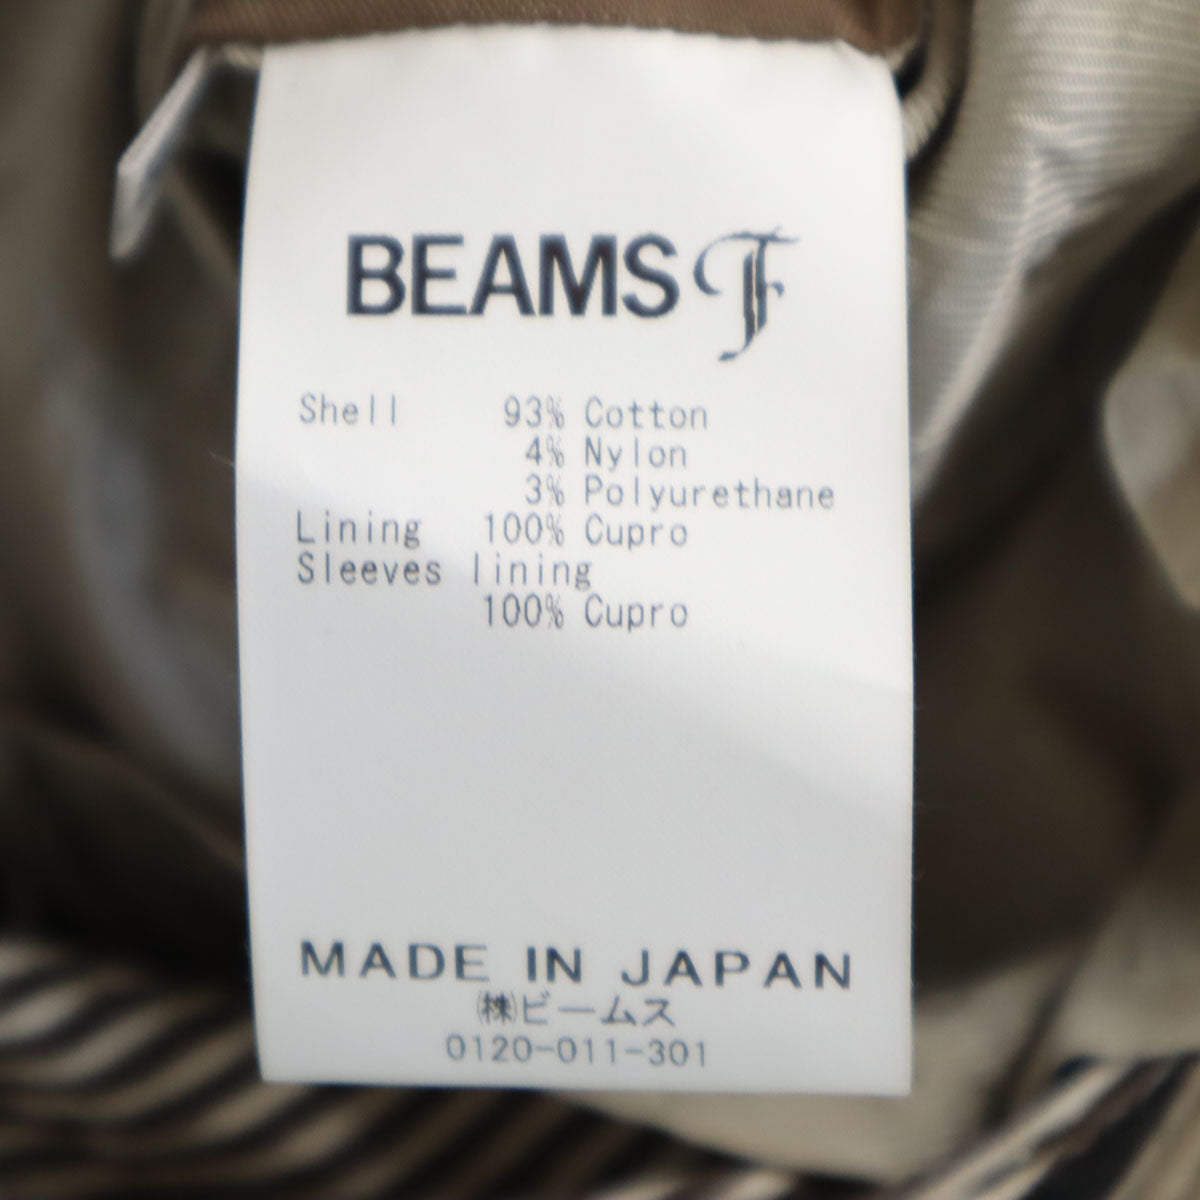 BEAMS F
Shell 93% Cotton
4% Nylon
3% Polyurethane
Lining 100% Cupro
Sleeves lining
100% Cupro
MADE IN JAPAN
㈱ビームス
0120-011-301